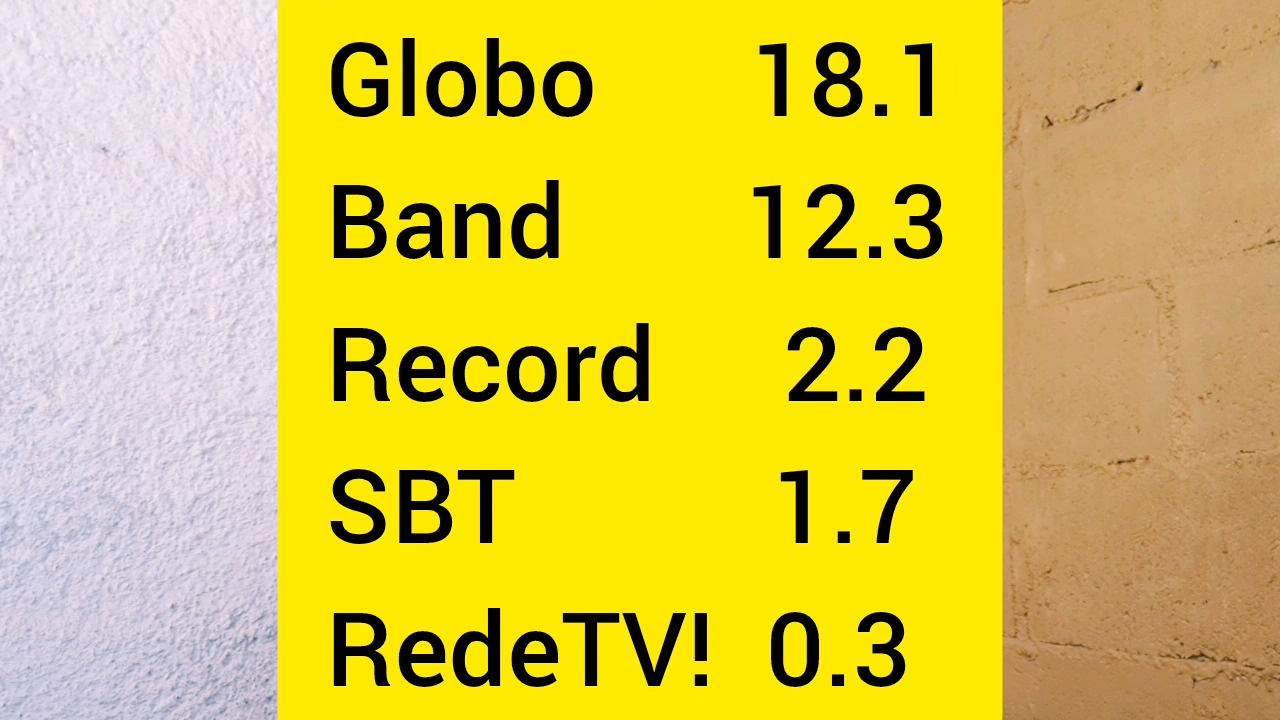 Globo 18.1
Band 12.3
Record 2.2
SBT 1.7
RedeTV! 0.3